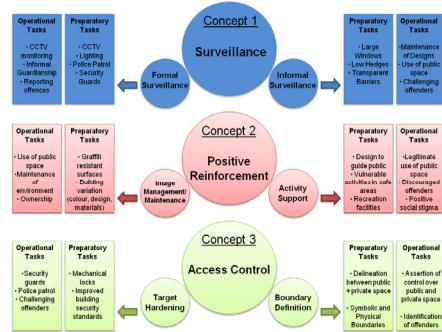 Operational
Tasks
• CCTV
monitoring
• Informal
Guardianship
• Reporting
offences
Preparatory
Tasks
• CCTV
• Lighting
• Police Patrol
• Security
Guards
Concept 1
Surveillance
Formal
Surveillance
Informal
Surveillance
Preparatory
Tasks
• Large
Windows
• Low Hedges
• Transparent
Barriers
Operational
Tasks
•Maintenance
of Designs
• Use of public
space
• Challenging
offenders
Operational
Tasks
• Use of public
space
• Maintenance
of
environment
• Ownership
Preparatory
Tasks
• Graffiti
resistant
surfaces
• Building
variation
(colour, design,
materials)
Concept 2
Positive
Reinforcement
Image
Management/
Maintenance
Activity
Support
Preparatory
Tasks
• Design to
guide public
• Vulnerable
activities in safe
areas
• Recreation
facilities
Operational
Tasks
•Legitimate
use of public
space
• Discouraged
offenders
• Positive
social stigma
Operational
Tasks
• Security
guards
• Police patrol
• Challenging
offenders
Preparatory
Tasks
• Mechanical
locks
• Improved
building
security
standards
Concept 3
Access Control
Target
Hardening
Boundary
Definition
Preparatory
Tasks
• Delineation
between public
+ private space
• Symbolic and
Physical
Boundaries
Operational
Tasks
• Assertion of
control over
public and
private space
• Identification
of offenders